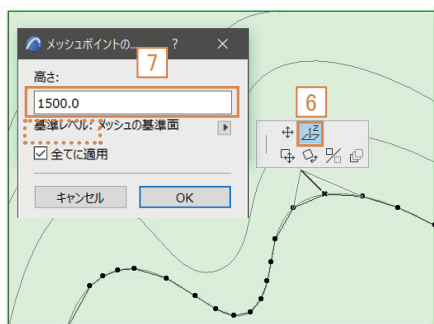 メッシュポイントの... ? ×
7
高さ:
1500.0
基準レベル: メッシュの基準面
☑ 全てに適用
キャンセル OK
6
Z